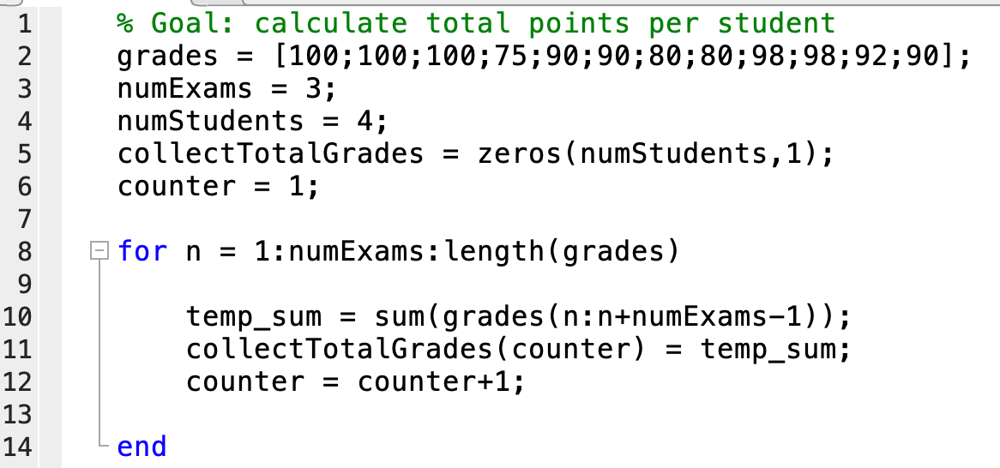 1 % Goal: calculate total points per student
2 grades = [100;100;100;75;90;90;80;80;98;98;92;90];
3 numExams = 3;
4 numStudents = 4;
5 collectTotalGrades = zeros(numStudents,1);
6 counter = 1;
7
8 for n = 1:numExams:length(grades)
9
10 temp_sum = sum(grades(n:n+numExams-1));
11 collectTotalGrades(counter) = temp_sum;
12 counter = counter+1;
13
14 end